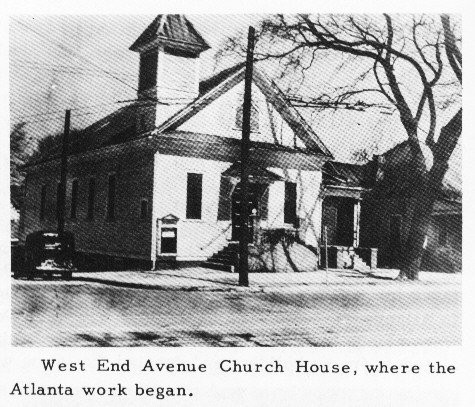 West End Avenue Church House, where the
Atlanta work began.